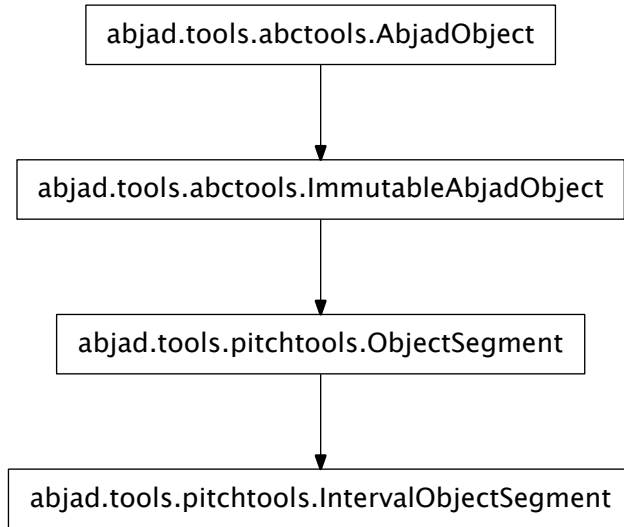 abjad.tools.abctools.AbjadObject
abjad.tools.abctools.ImmutableAbjadObject
abjad.tools.pitchtools.ObjectSegment
abjad.tools.pitchtools.IntervalObjectSegment